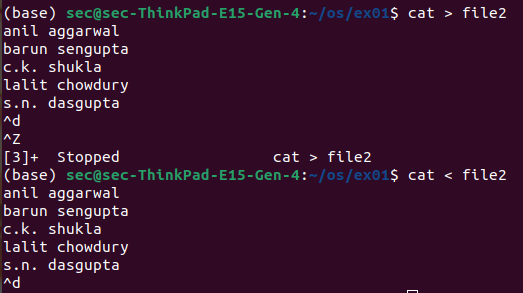 (base) sec@sec-ThinkPad-E15-Gen-4:~/os/ex01$ cat > file2
anil aggarwal
barun sengupta
c.k. shukla
lalit chowdury
s.n. dasgupta
^d
^Z
[3]+  Stopped                 cat > file2
(base) sec@sec-ThinkPad-E15-Gen-4:~/os/ex01$ cat < file2
anil aggarwal
barun sengupta
c.k. shukla
lalit chowdury
s.n. dasgupta
^d